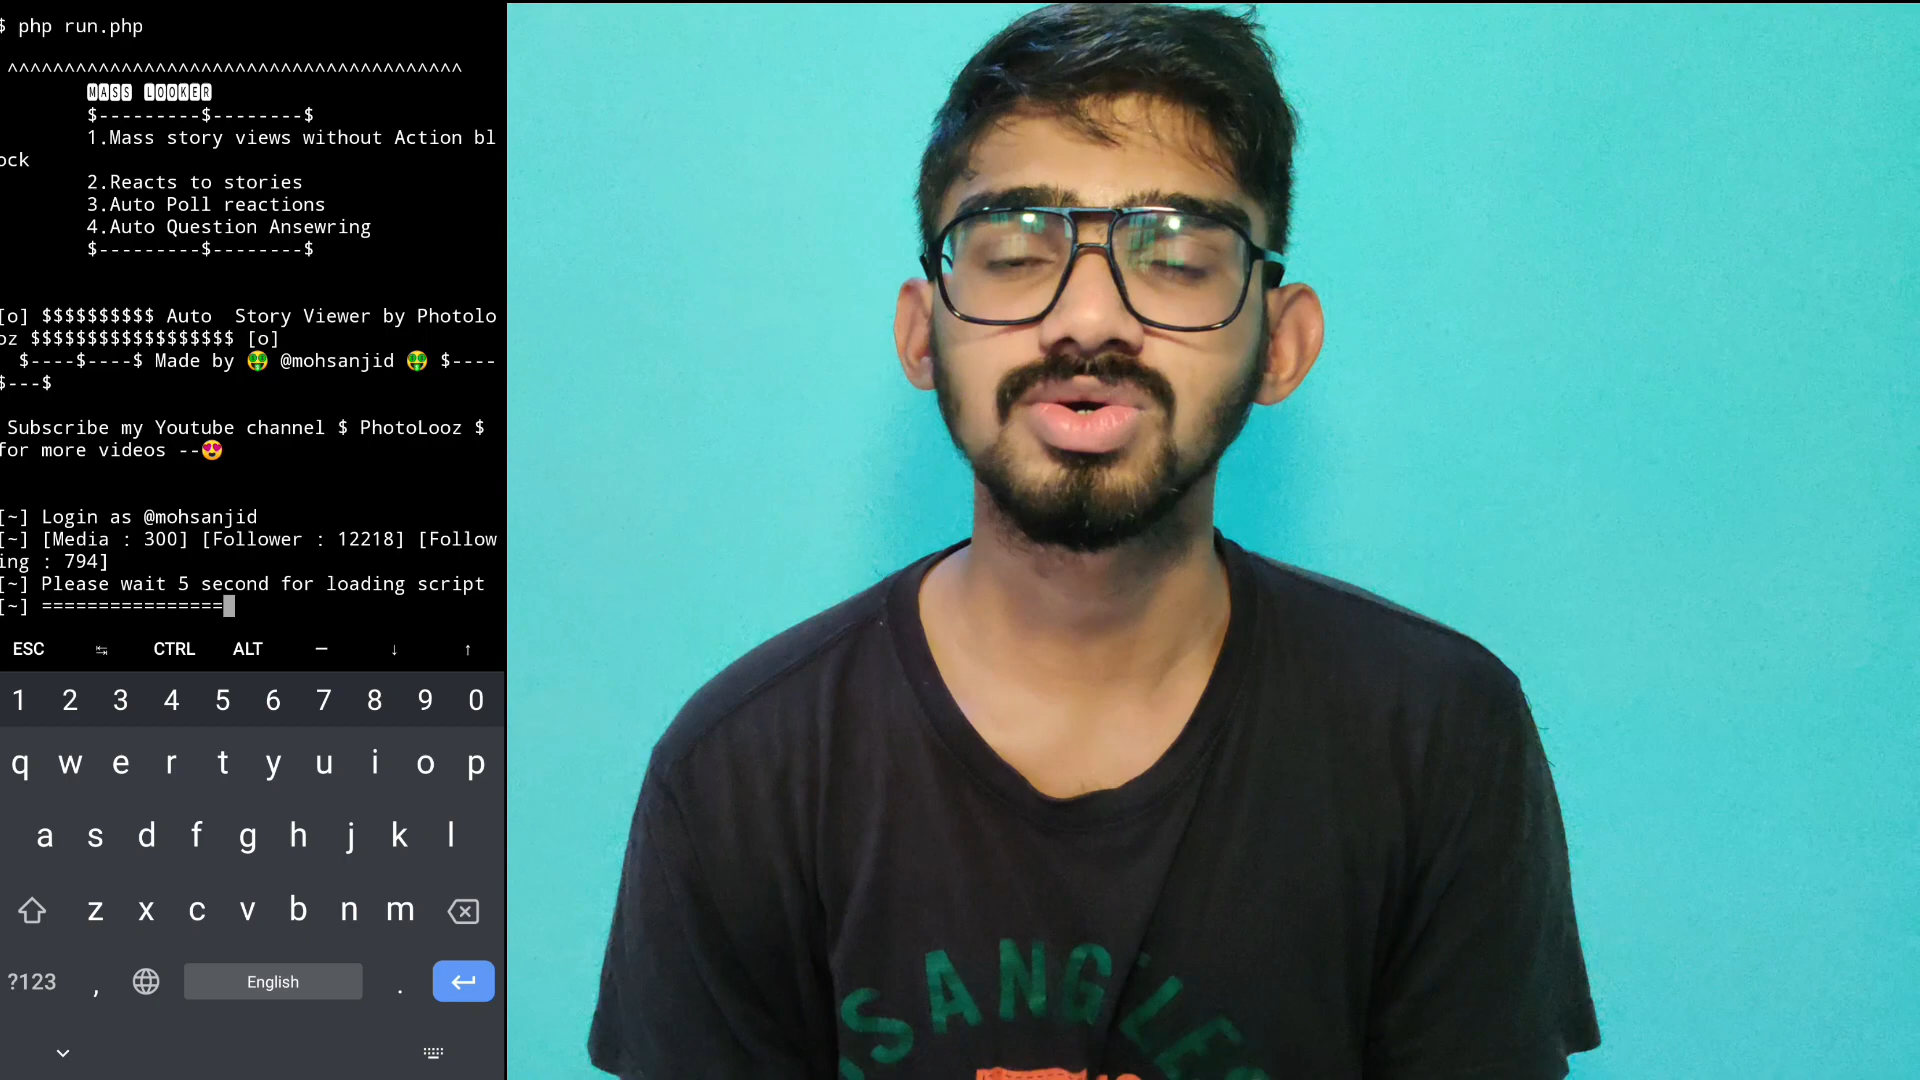 $ php run.php
^^^^^^^^^^^^^^^^^^^^^^^^^^^^^^^^^^^^^^^^
MASS LOOKER
$---------$--------$
1.Mass story views without Action bl
ock
2.Reacts to stories
3.Auto Poll reactions
4.Auto Question Ansewring
$---------$--------$
[o] $$$$$$$$$$ Auto  Story Viewer by Photolo
oz $$$$$$$$$$$$$$$$$$ [o]
$----$----$ Made by 🤑 @mohsanjid 🤑 $----
$---$
Subscribe my Youtube channel $ PhotoLooz $
for more videos --😍
[~] Login as @mohsanjid
[~] [Media : 300] [Follower : 12218] [Follow
ing : 794]
[~] Please wait 5 second for loading script
[~] ================
ESC ↹ CTRL ALT — ↓ ↑
1 2 3 4 5 6 7 8 9 0
q w e r t y u i o p
a s d f g h j k l
z x c v b n m
?123 , English .
SANGLES